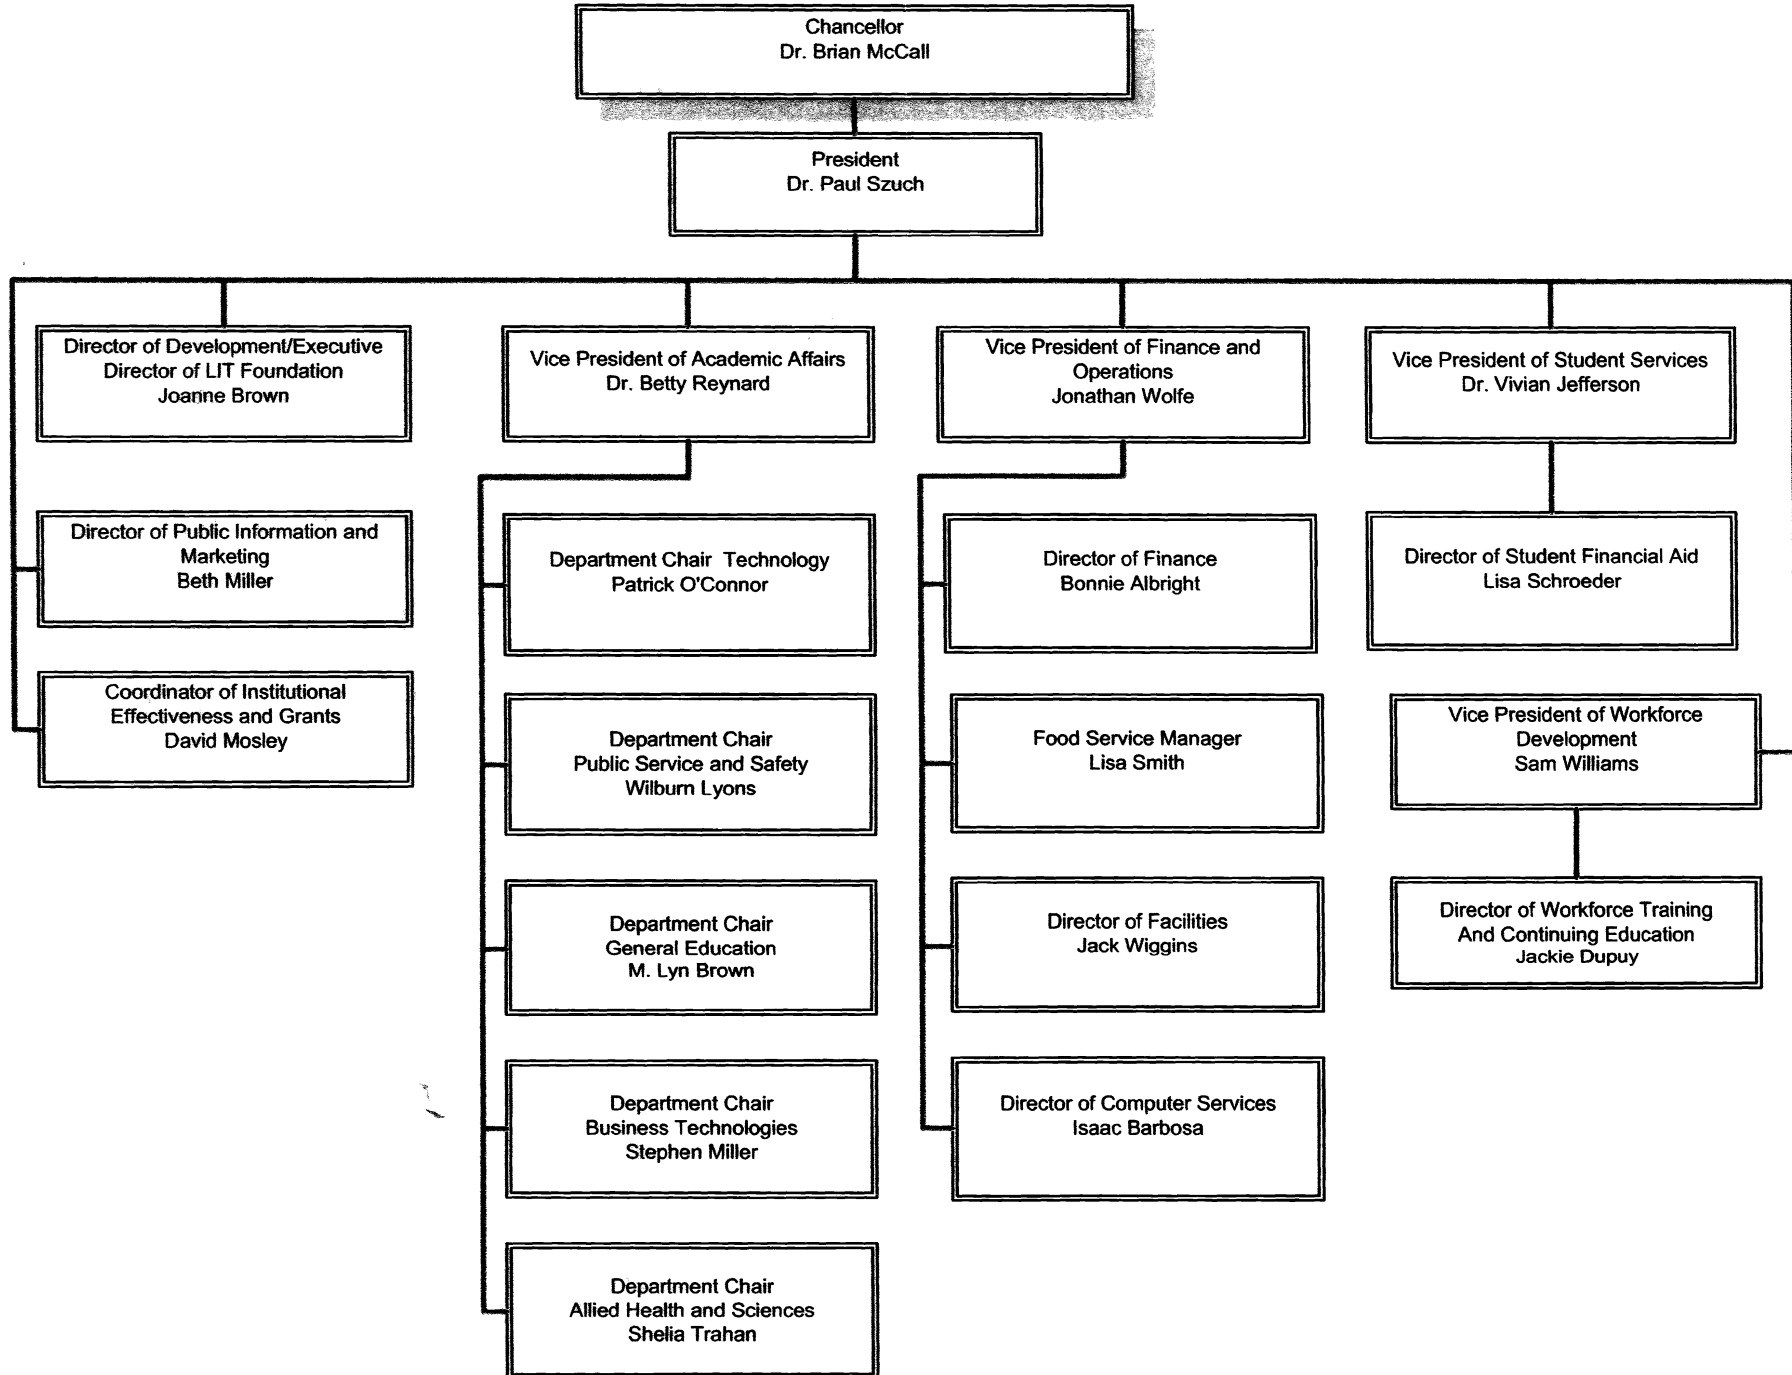 Chancellor
Dr. Brian McCall
President
Dr. Paul Szuch
Director of Development/Executive
Director of LIT Foundation
Joanne Brown
Vice President of Academic Affairs
Dr. Betty Reynard
Vice President of Finance and
Operations
Jonathan Wolfe
Vice President of Student Services
Dr. Vivian Jefferson
Director of Public Information and
Marketing
Beth Miller
Department Chair Technology
Patrick O'Connor
Director of Finance
Bonnie Albright
Director of Student Financial Aid
Lisa Schroeder
Coordinator of Institutional
Effectiveness and Grants
David Mosley
Department Chair
Public Service and Safety
Wilburn Lyons
Food Service Manager
Lisa Smith
Vice President of Workforce
Development
Sam Williams
Department Chair
General Education
M. Lyn Brown
Director of Facilities
Jack Wiggins
Director of Workforce Training
And Continuing Education
Jackie Dupuy
Department Chair
Business Technologies
Stephen Miller
Director of Computer Services
Isaac Barbosa
Department Chair
Allied Health and Sciences
Shelia Trahan